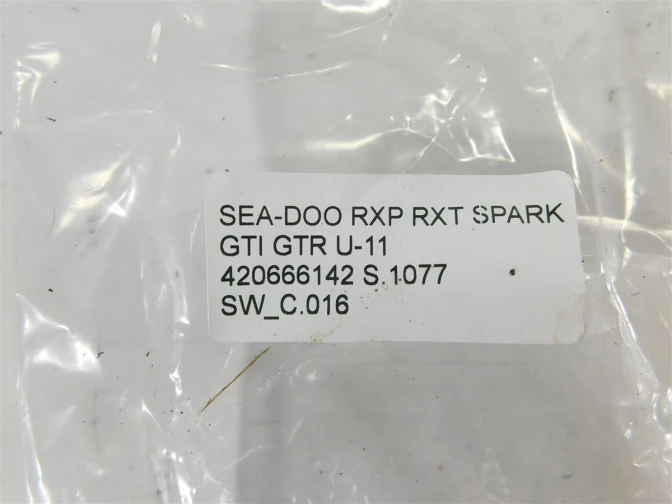 SEA-DOO RXP RXT SPARK
GTI GTR U-11
420666142 S.1077
SW_C.016